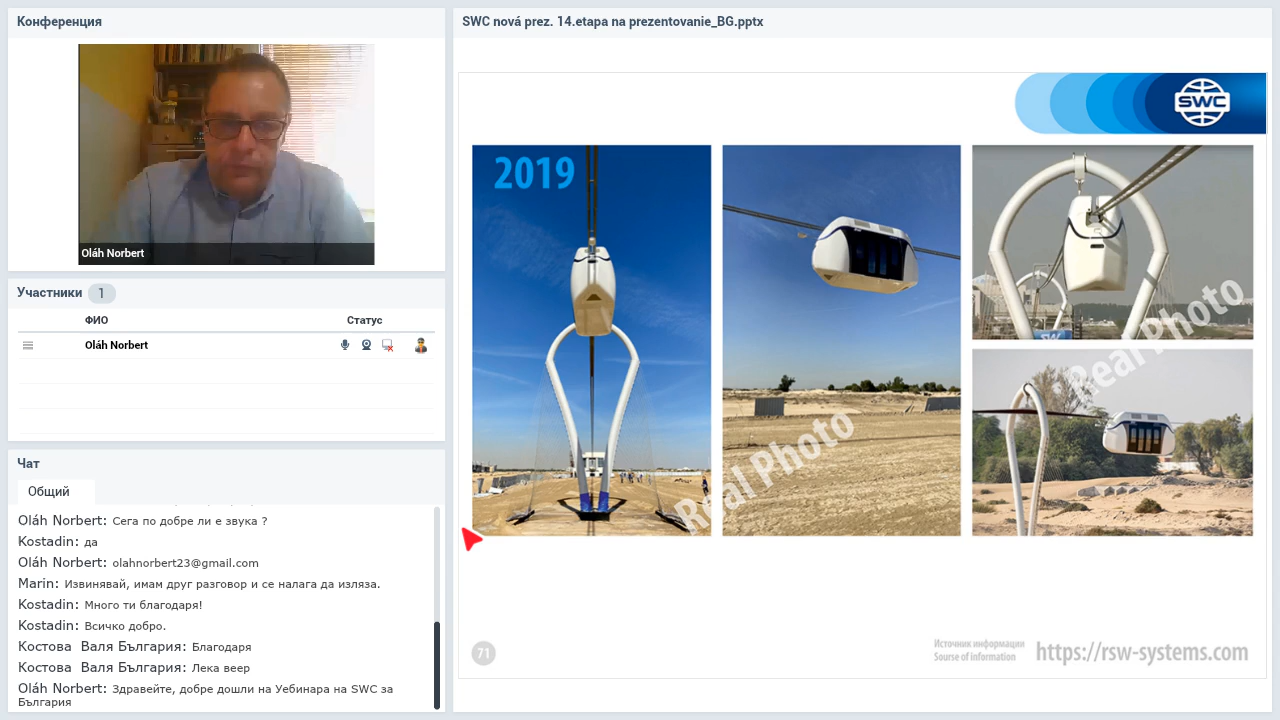 Конференция
Oláh Norbert
Участники 1
ФИО Статус
Oláh Norbert
Чат
Общий
Oláh Norbert: Сега по добре ли е звука ?
Kostadin: да
Oláh Norbert: olahnorbert23@gmail.com
Marin: Извинявай, имам друг разговор и се налага да изляза.
Kostadin: Много ти благодаря!
Kostadin: Всичко добро.
Костова Валя България: Благодаря
Костова Валя България: Лека веер
Oláh Norbert: Здравейте, добре дошли на Уебинара на SWC за
България
SWC nová prez. 14.etapa na prezentovanie_BG.pptx
SWC
2019
Real Photo
Real Photo
71
Источник информации
Sourse of information
https://rsw-systems.com